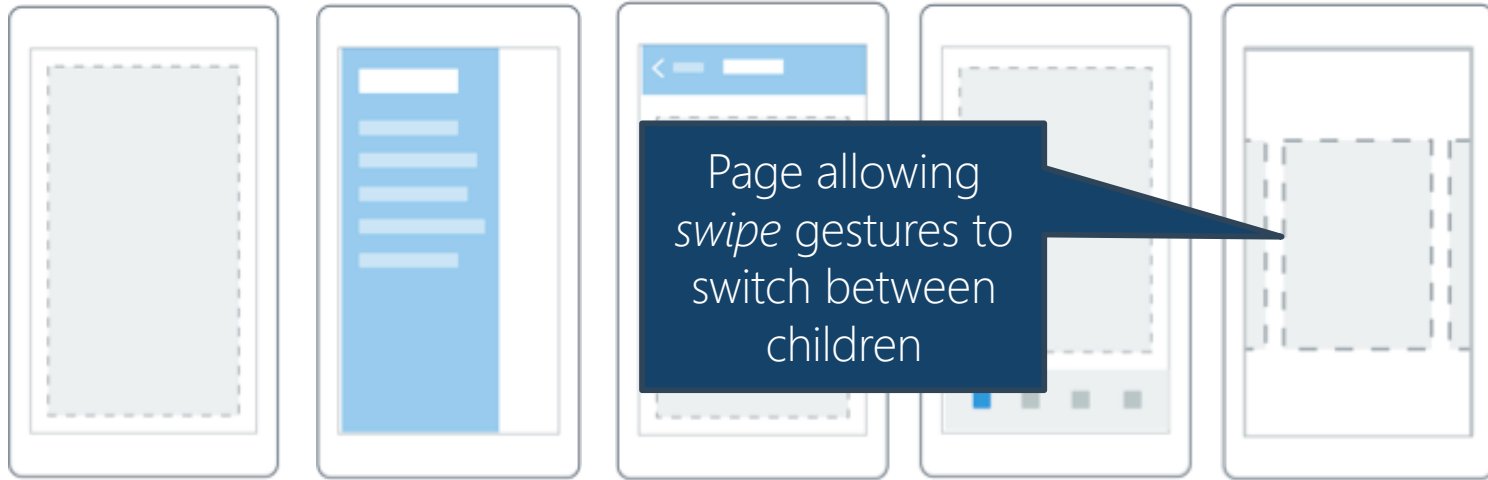 Page allowing
swipe gestures to
switch between
children